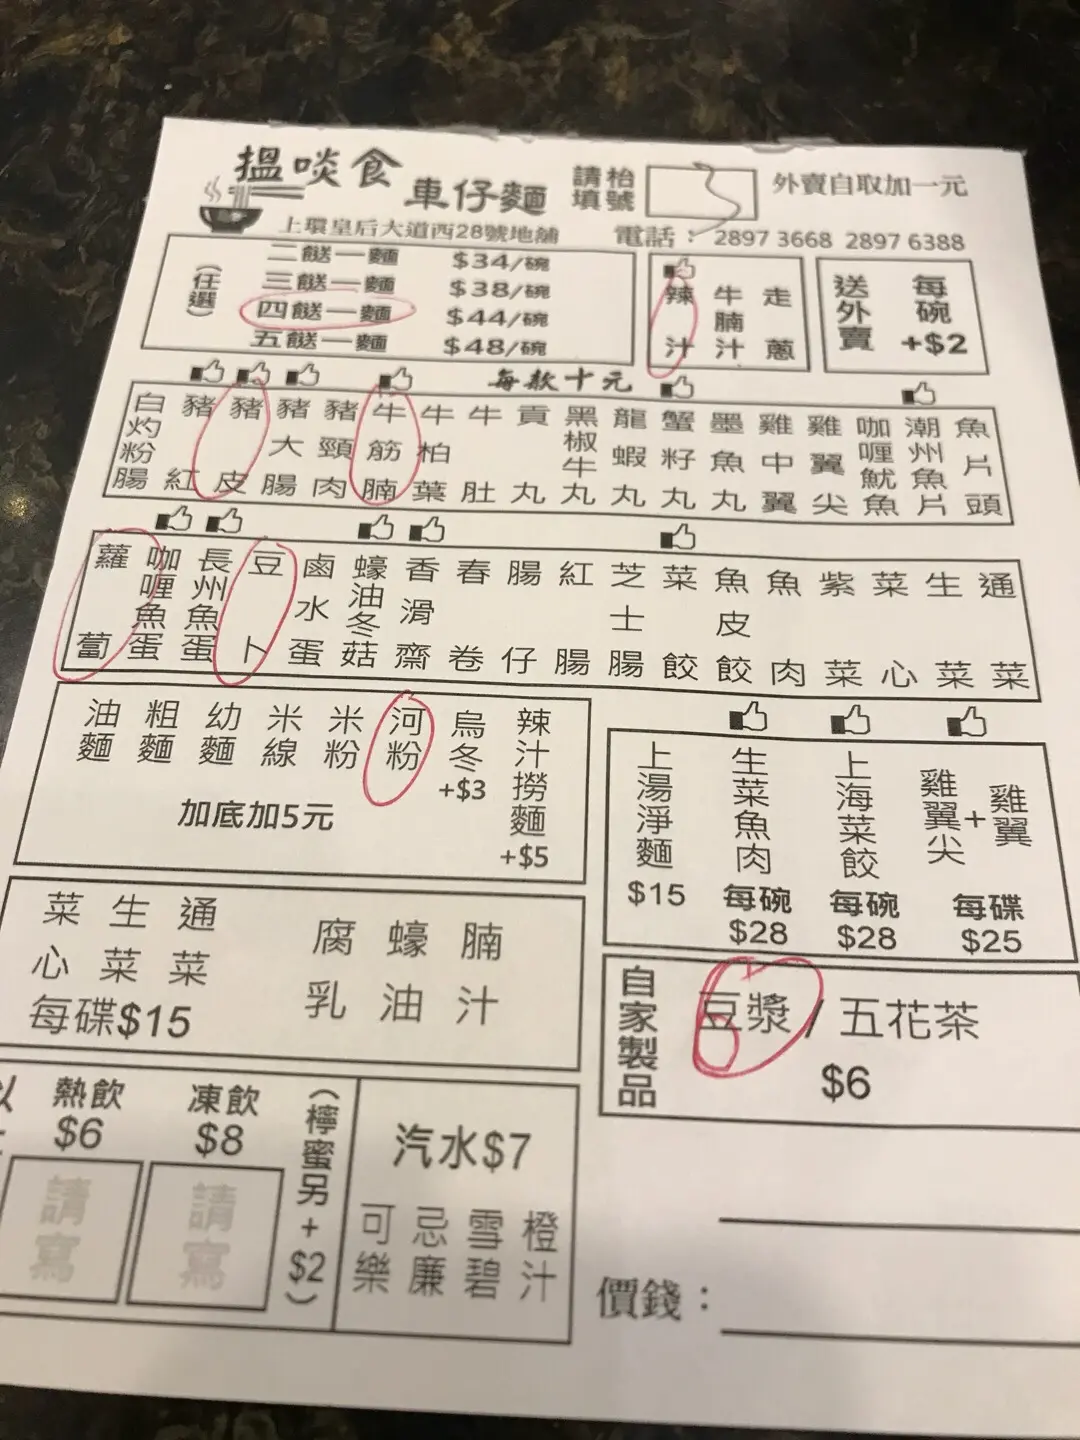 搵啖食 車仔麵
請填枱號
外賣自取加一元
上環皇后大道西28號地舖
電話： 2897 3668 2897 6388
(任選)
二餸一麵 $34/碗
三餸一麵 $38/碗
四餸一麵 $44/碗
五餸一麵 $48/碗
辣汁 牛腩汁 走蔥
送外賣 每碗+$2
每款十元
白灼粉腸 豬紅 豬皮 豬大腸 豬頸肉 牛筋腩 牛柏葉 牛肚 貢丸 黑椒牛丸 龍蝦丸 蟹籽丸 墨魚丸 雞中翼 雞翼尖 咖喱魷魚 潮州魚片 魚片頭
蘿蔔 咖喱魚蛋 長州魚蛋 豆卜 鹵水蛋 蠔油冬菇 香滑齋 春卷 腸仔 紅腸 芝士腸 菜餃 魚皮餃 魚肉 紫菜 菜心 生菜 通菜
油麵 粗麵 幼麵 米線 米粉 河粉 烏冬+$3 辣汁撈麵+$5
加底加5元
上湯淨麵 $15
生菜魚肉 每碗 $28
上海菜餃 每碗 $28
雞翼尖+雞翼 每碟 $25
菜心 生菜 通菜
每碟$15
腐乳 蠔油 腩汁
自家製品
豆漿 / 五花茶
$6
熱飲 $6
請寫
凍飲 $8
請寫
(檸蜜另+$2)
汽水$7
可樂 忌廉 雪碧 橙汁
價錢：